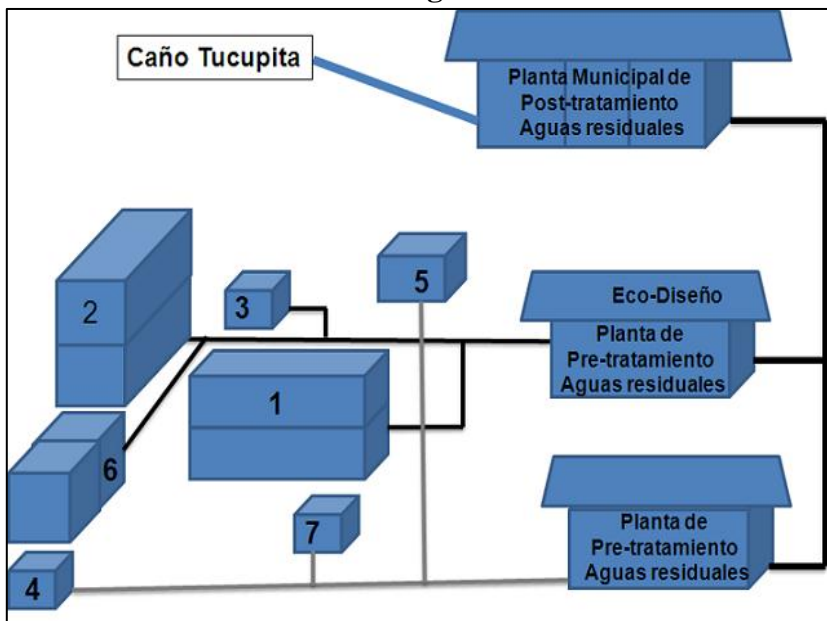 Caño Tucupita
Planta Municipal de
Post-tratamiento
Aguas residuales
2
3
5
Eco-Diseño
Planta de
Pre-tratamiento
Aguas residuales
1
6
7
4
Planta de
Pre-tratamiento
Aguas residuales